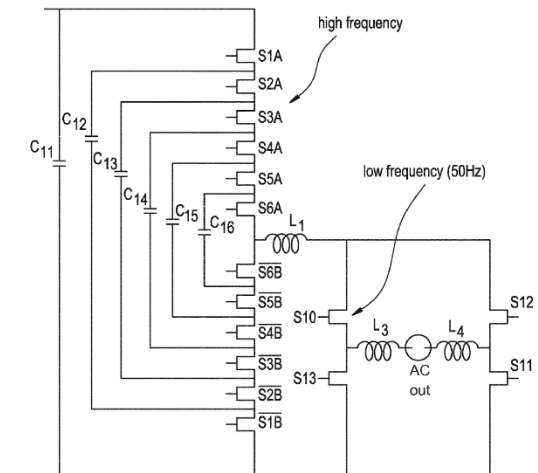 high frequency
S1A
S2A
S3A
S4A
S5A
S6A
C12
C11
C13
C14
C15
C16
low frequency (50Hz)
L1
S6B
S5B
S4B
S3B
S2B
S1B
S10
S12
L3
L4
S13
S11
AC
out